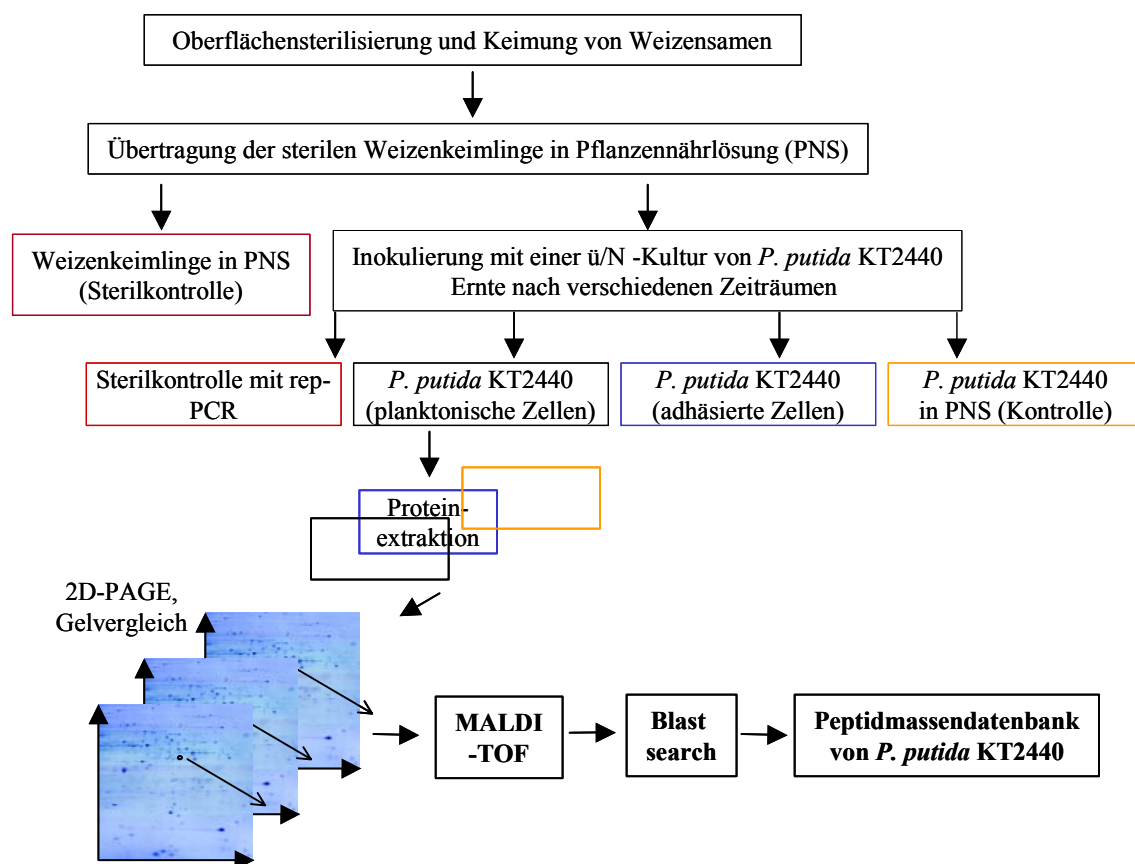 Oberflächensterilisierung und Keimung von Weizensamen
Übertragung der sterilen Weizenkeimlinge in Pflanzennährlösung (PNS)
Weizenkeimlinge in PNS
(Sterilkontrolle)
Inokulierung mit einer ü/N -Kultur von P. putida KT2440
Ernte nach verschiedenen Zeiträumen
Sterilkontrolle mit rep-
PCR
P. putida KT2440
(planktonische Zellen)
P. putida KT2440
(adhäsierte Zellen)
P. putida KT2440
in PNS (Kontrolle)
Protein-
extraktion
2D-PAGE,
Gelvergleich
MALDI
-TOF
Blast
search
Peptidmassendatenbank
von P. putida KT2440